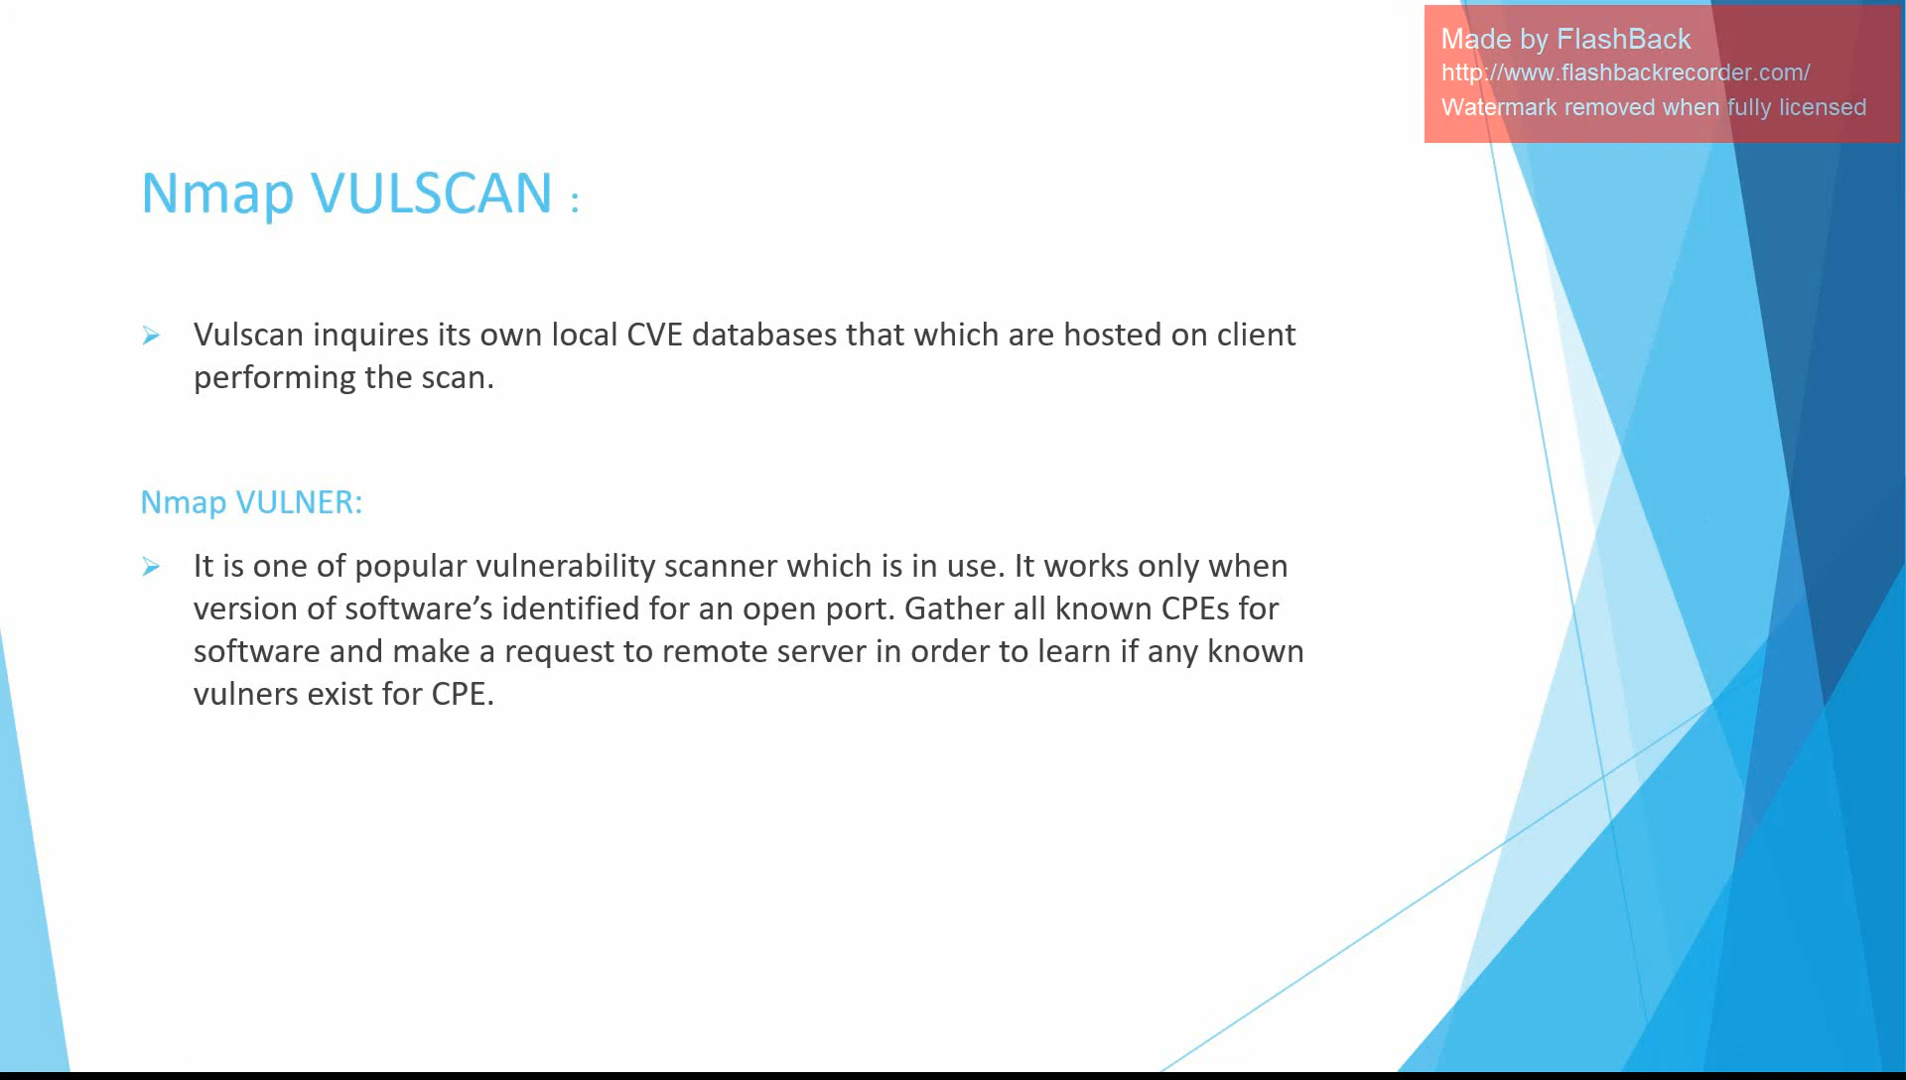 Made by FlashBack
http://www.flashbackrecorder.com/
Watermark removed when fully licensed
Nmap VULSCAN :
Vulscan inquires its own local CVE databases that which are hosted on client
performing the scan.
Nmap VULNER:
It is one of popular vulnerability scanner which is in use. It works only when
version of software’s identified for an open port. Gather all known CPEs for
software and make a request to remote server in order to learn if any known
vulners exist for CPE.